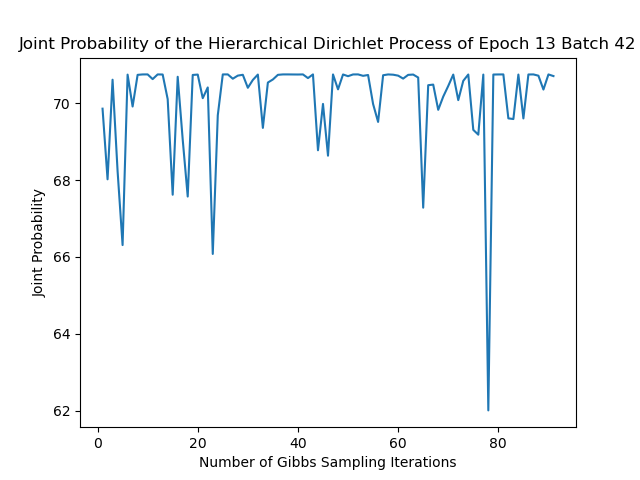 Joint Probability of the Hierarchical Dirichlet Process of Epoch 13 Batch 42
70
68
66
64
62
Joint Probability
0 20 40 60 80
Number of Gibbs Sampling Iterations